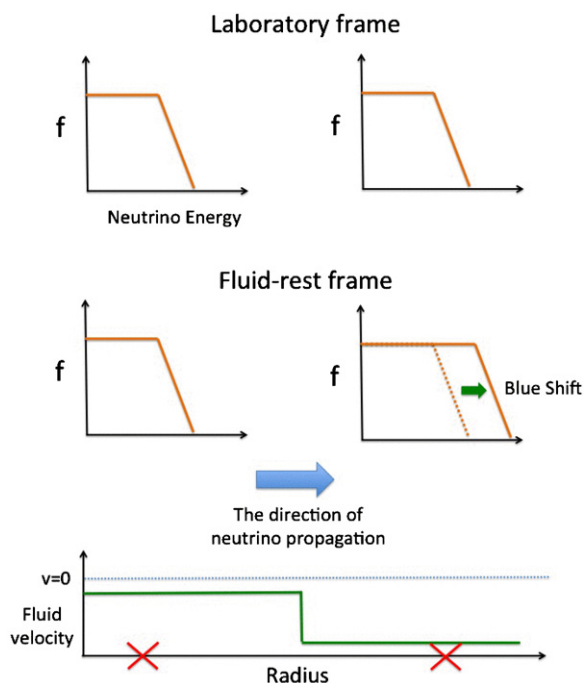 Laboratory frame
f
f
Neutrino Energy
Fluid-rest frame
f
f
Blue Shift
The direction of
neutrino propagation
v=0
Fluid
velocity
Radius